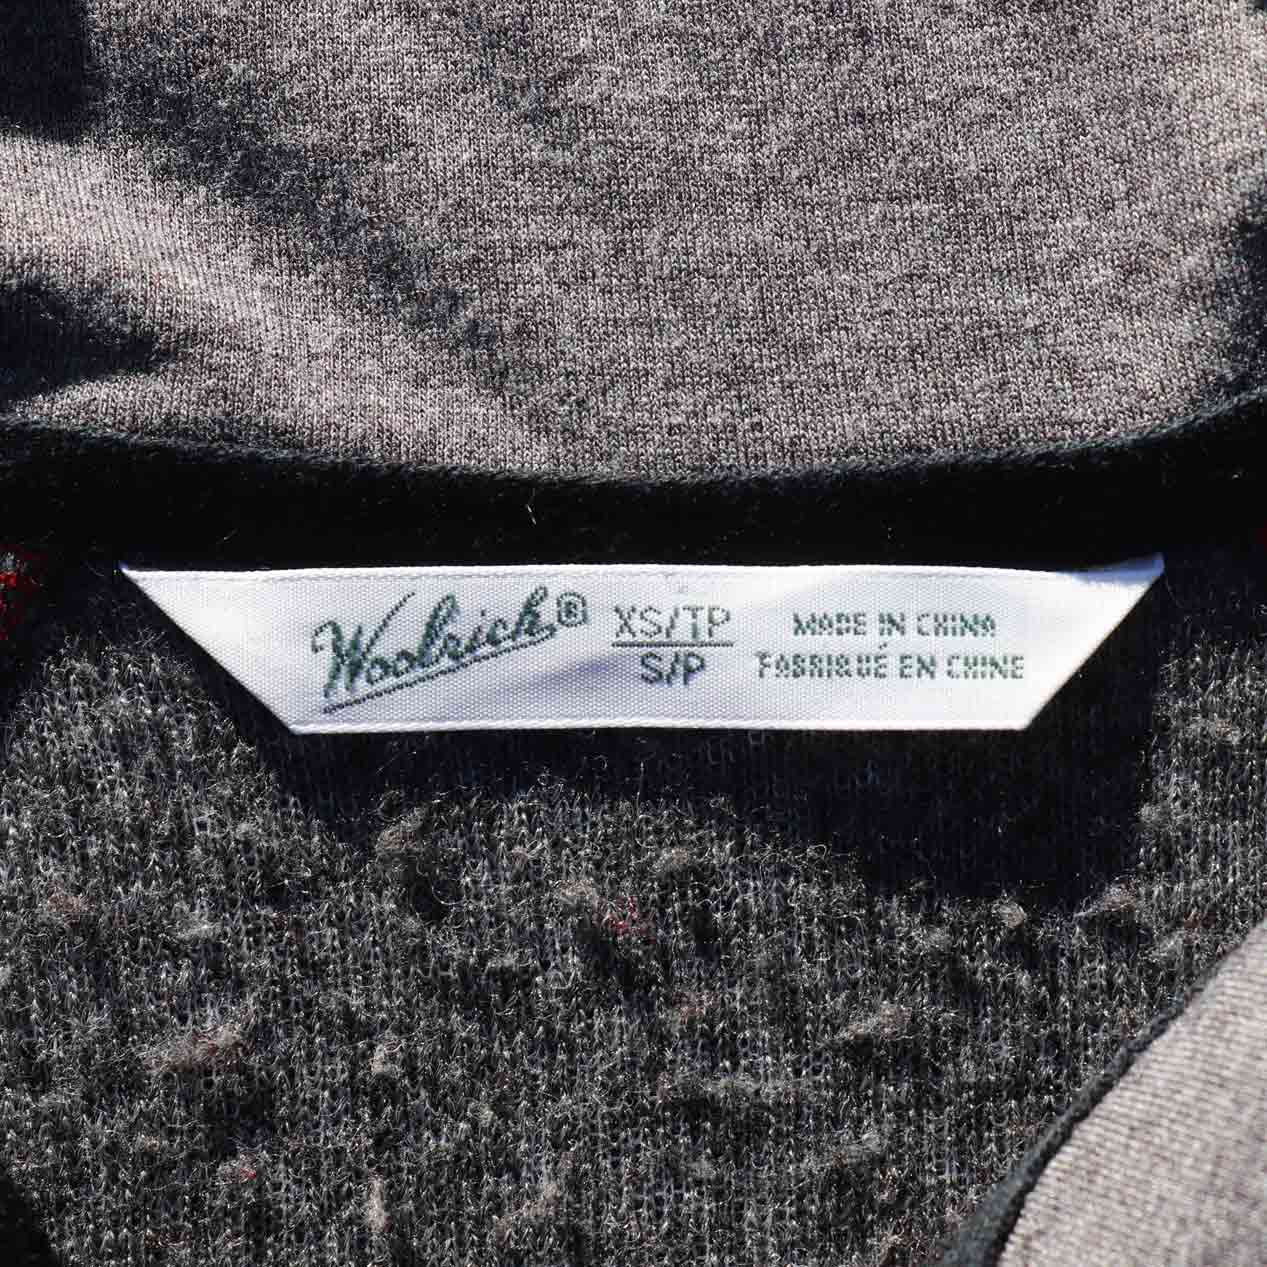 Woolrich®
XS/TP
S/P
MADE IN CHINA
FABRIQUÉ EN CHINE